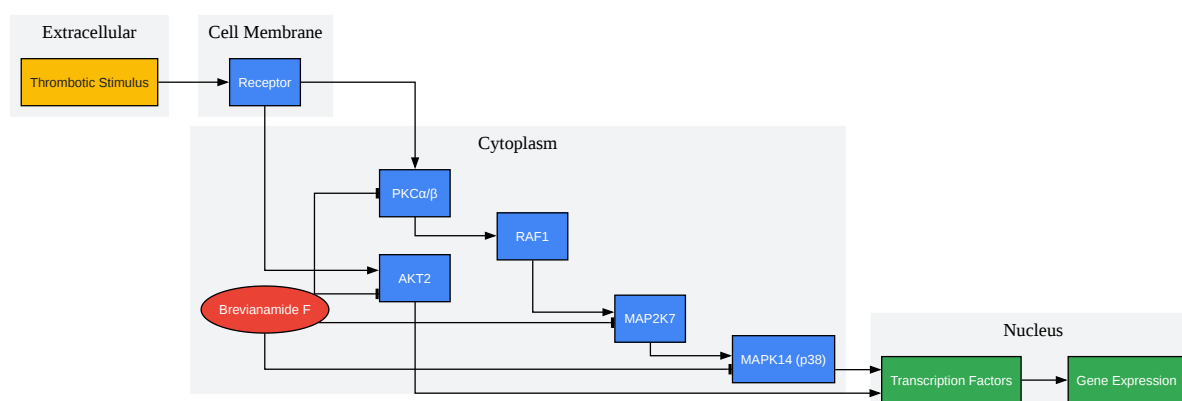 Extracellular
Cell Membrane
Thrombotic Stimulus
Receptor
Cytoplasm
PKCα/β
RAF1
AKT2
Brevianamide F
MAP2K7
Nucleus
MAPK14 (p38)
Transcription Factors
Gene Expression